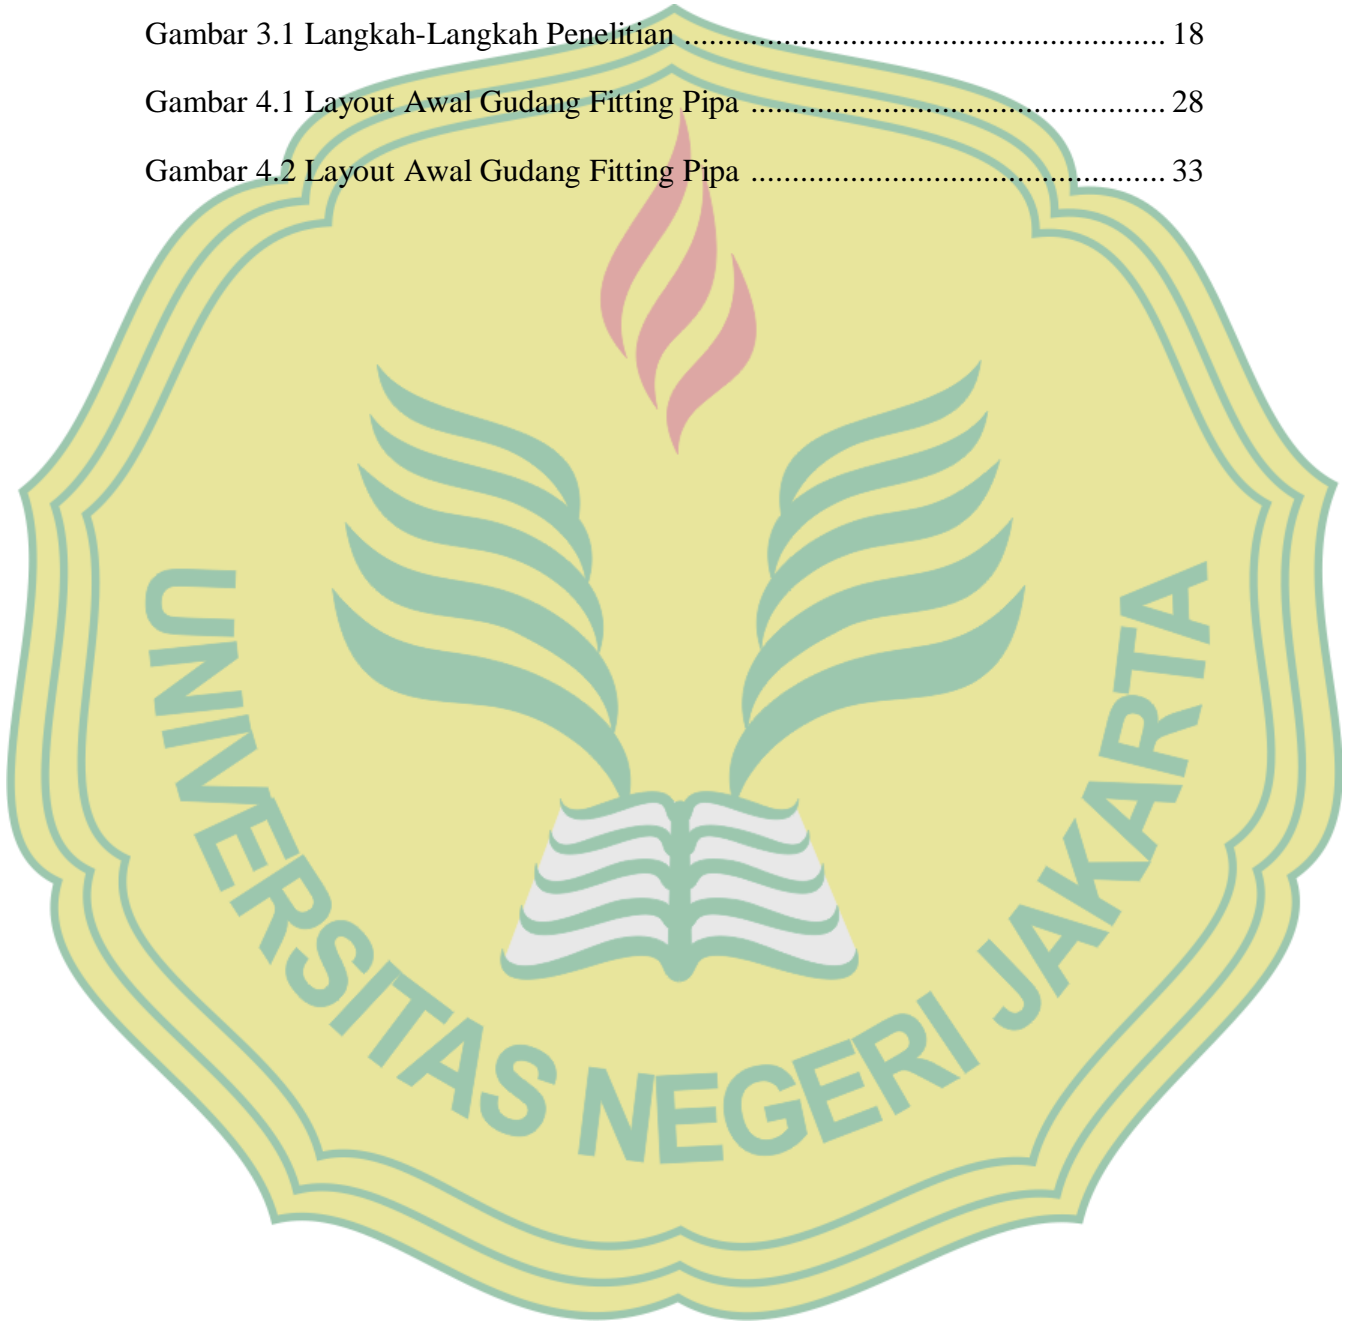 Gambar 3.1 Langkah-Langkah Penelitian ........................................................... 18
Gambar 4.1 Layout Awal Gudang Fitting Pipa .................................................. 28
Gambar 4.2 Layout Awal Gudang Fitting Pipa .................................................. 33
UNIVERSITAS NEGERI JAKARTA